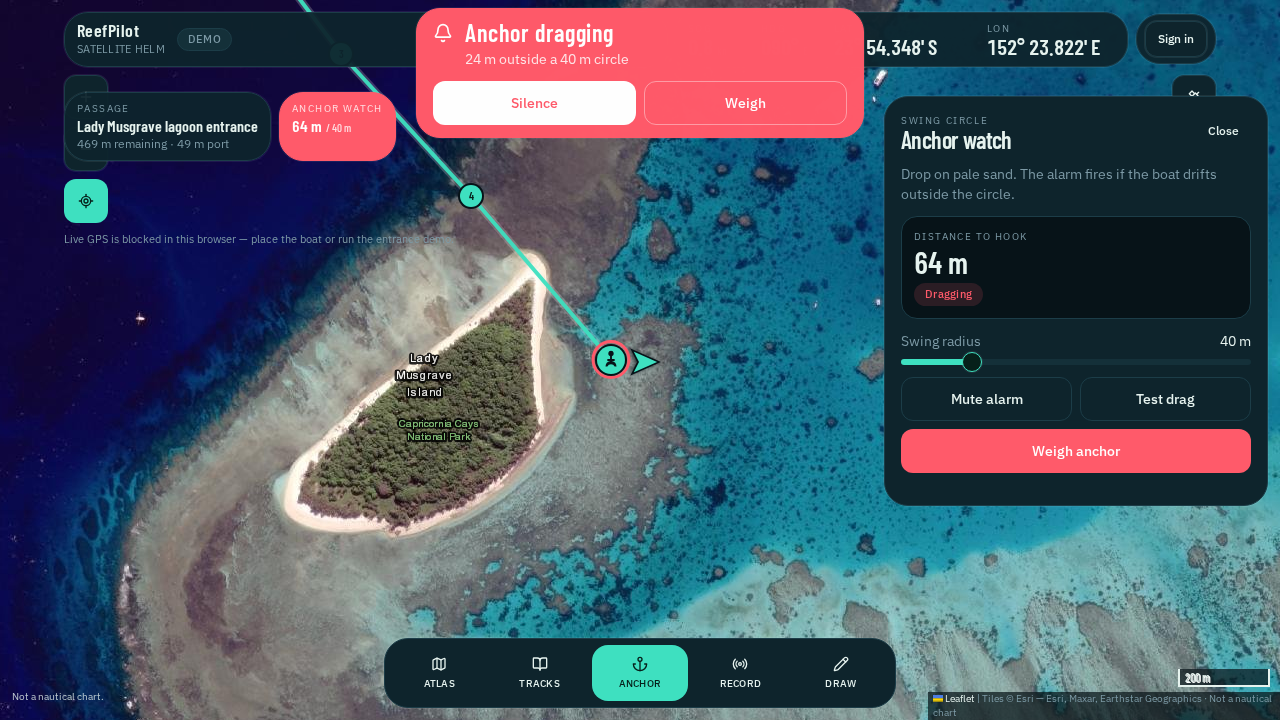 ReefPilot
SATELLITE HELM
DEMO
Anchor dragging
24 m outside a 40 m circle
Silence
Weigh
54.348' S
LON
152° 23.822' E
Sign in
PASSAGE
Lady Musgrave lagoon entrance
469 m remaining · 49 m port
ANCHOR WATCH
64 m / 40 m
Live GPS is blocked in this browser — place the boat or run the entrance demo
4
Lady
Musgrave
Island
Capricornia Cays
National Park
SWING CIRCLE
Anchor watch
Close
Drop on pale sand. The alarm fires if the boat drifts
outside the circle.
DISTANCE TO HOOK
64 m
Dragging
Swing radius
40 m
Mute alarm
Test drag
Weigh anchor
ATLAS
TRACKS
ANCHOR
RECORD
DRAW
Not a nautical chart.
200 m
Leaflet | Tiles © Esri — Esri, Maxar, Earthstar Geographics · Not a nautical
chart